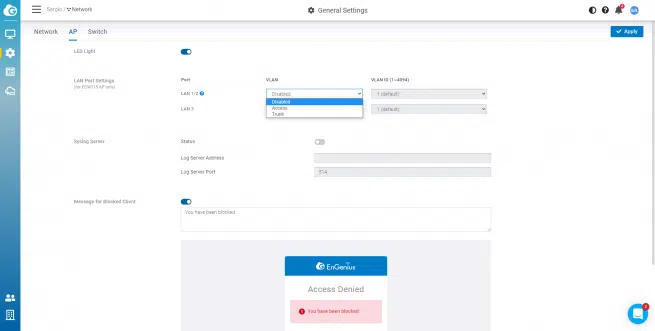 Sergio / Network
General Settings
Network AP Switch
Apply
LED Light
LAN Port Settings
(For EWS115 AP only)
Port VLAN VLAN ID (1~4094)
LAN 1/2 Disabled 1 (default)
Disabled
Access
Trunk
LAN 3 1 (default)
Syslog Server Status
Log Server Address
Log Server Port 514
Message for Blocked Client
You have been blocked
EnGenius
Access Denied
You have been blocked